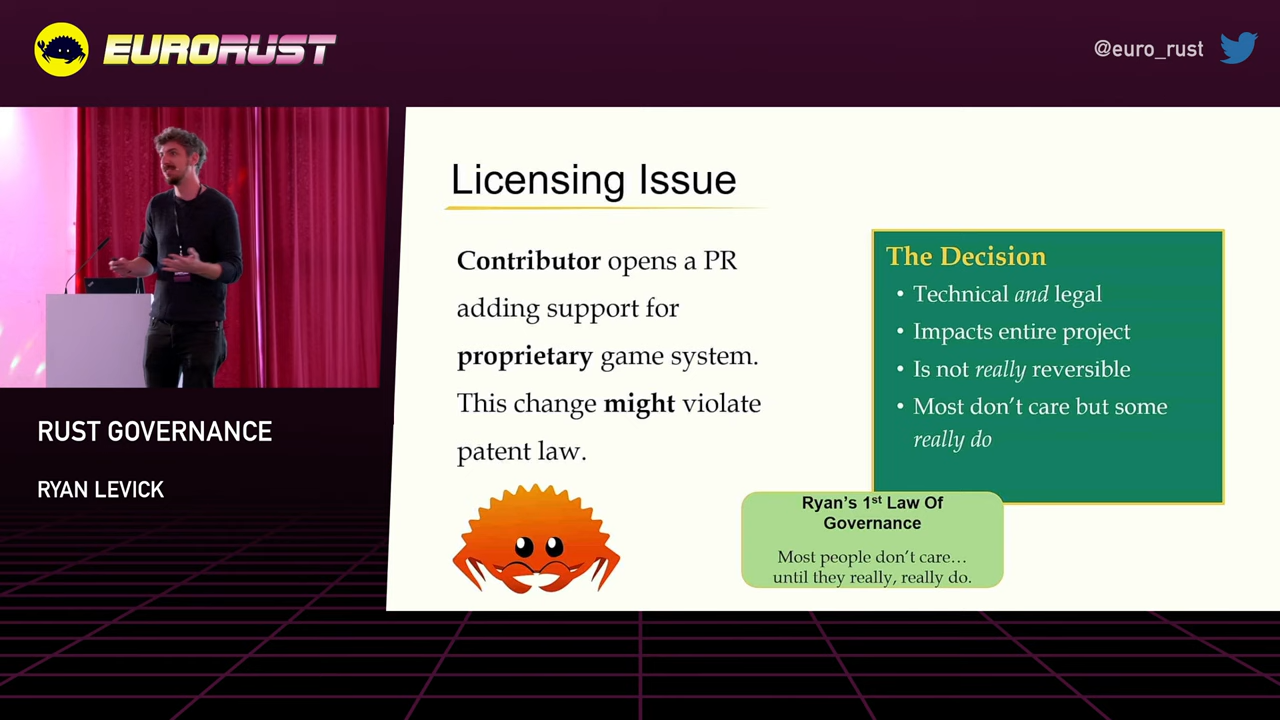 EURORUST
@euro_rust
RUST GOVERNANCE
RYAN LEVICK
Licensing Issue
Contributor opens a PR
adding support for
proprietary game system.
This change might violate
patent law.
The Decision
• Technical and legal
• Impacts entire project
• Is not really reversible
• Most don’t care but some
really do
Ryan’s 1st Law Of
Governance
Most people don’t care…
until they really, really do.